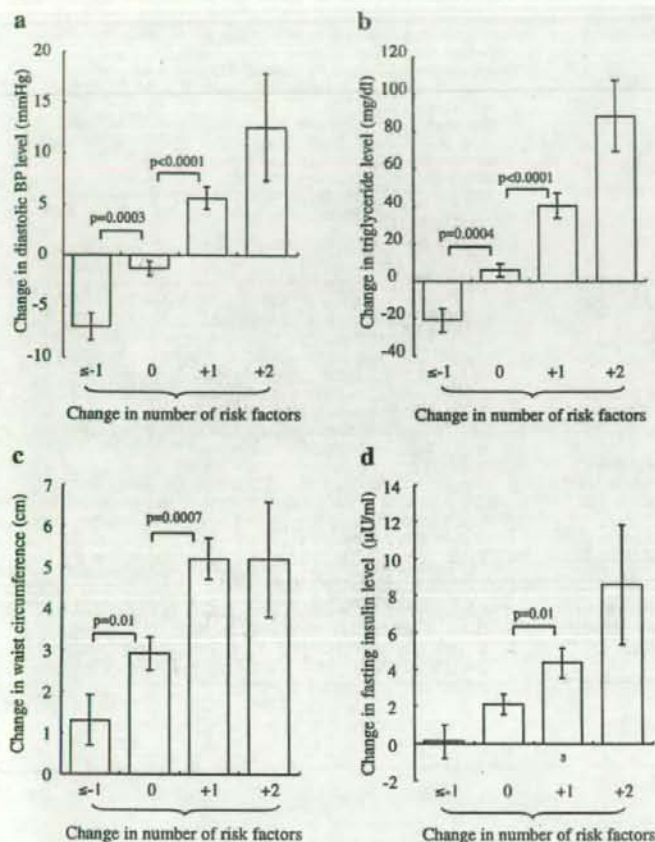 a
20
15
10
5
0
-5
-10
Change in diastolic BP level (mmHg)
p=0.0003
p<0.0001
≤-1 0 +1 +2
Change in number of risk factors
b
120
100
80
60
40
20
0
-20
-40
Change in triglyceride level (mg/dl)
p=0.0004
p<0.0001
≤-1 0 +1 +2
Change in number of risk factors
c
7
6
5
4
3
2
1
0
Change in waist circumference (cm)
p=0.01
p=0.0007
≤-1 0 +1 +2
Change in number of risk factors
d
14
12
10
8
6
4
2
0
-2
Change in fasting insulin level (µU/ml)
p=0.01
≤-1 0 +1 +2
Change in number of risk factors